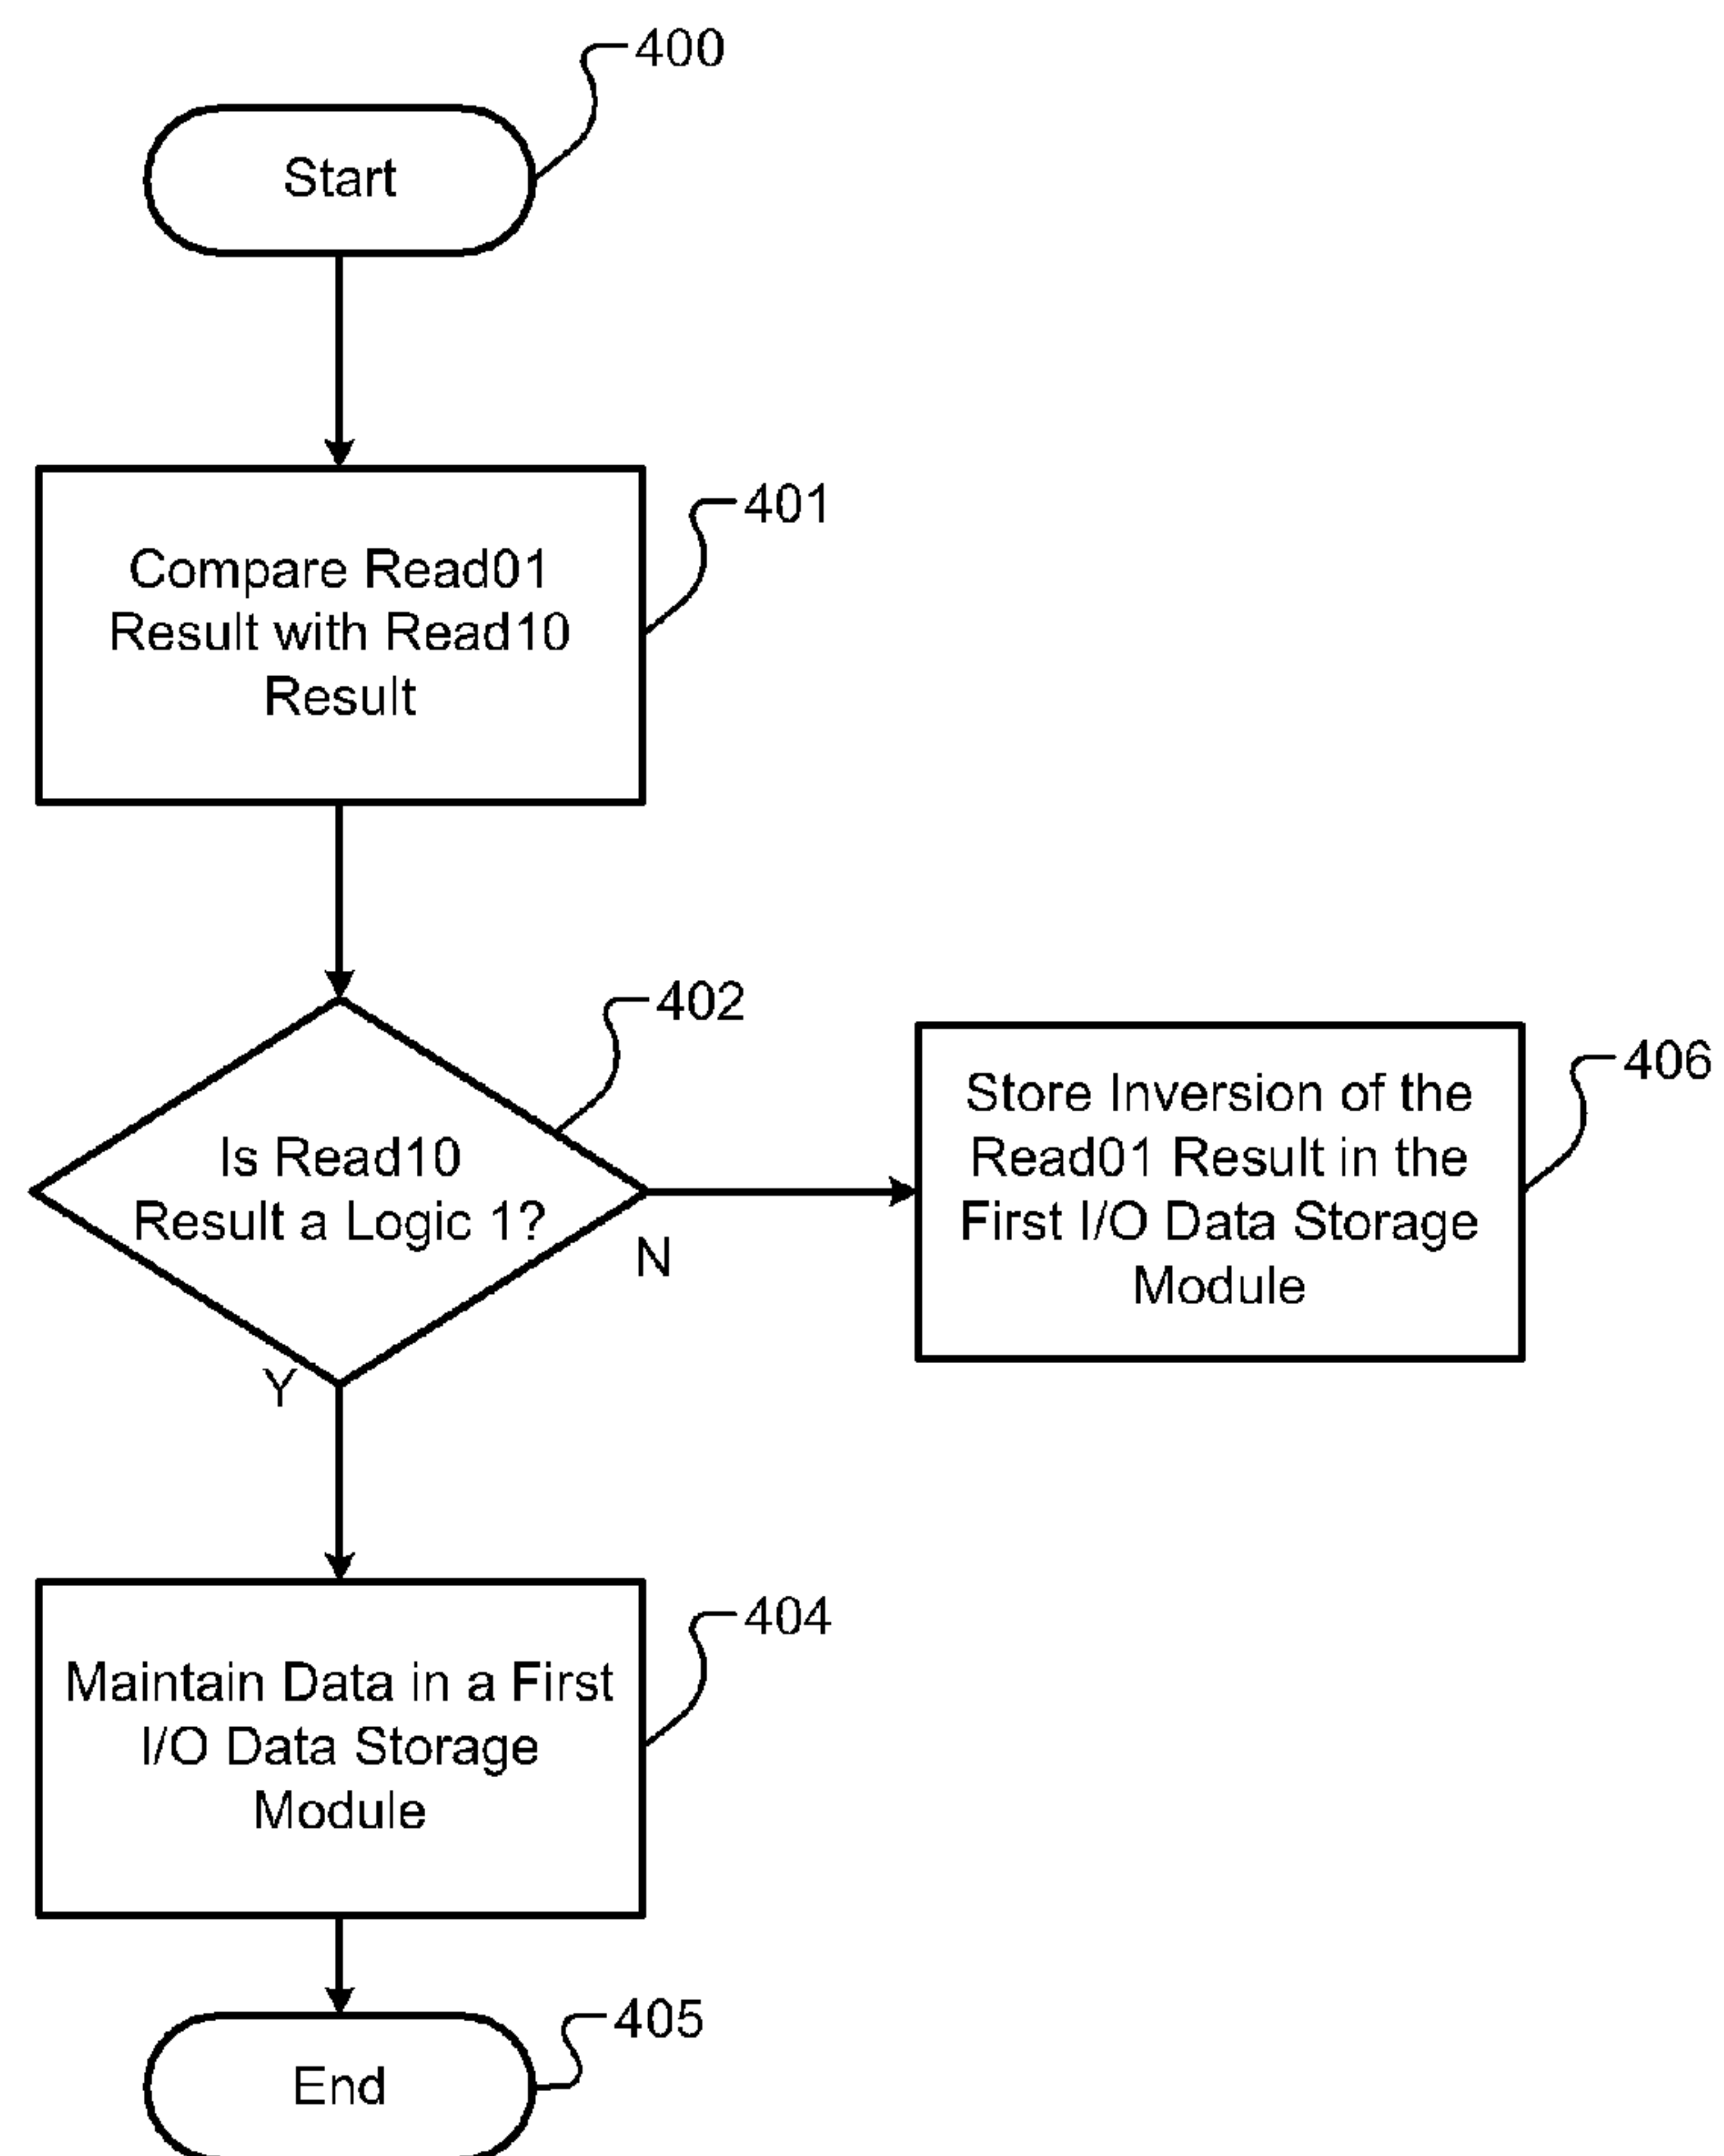 400
Start
401
Compare Read01
Result with Read10
Result
402
Is Read10
Result a Logic 1?
N
Y
406
Store Inversion of the
Read01 Result in the
First I/O Data Storage
Module
404
Maintain Data in a First
I/O Data Storage
Module
405
End